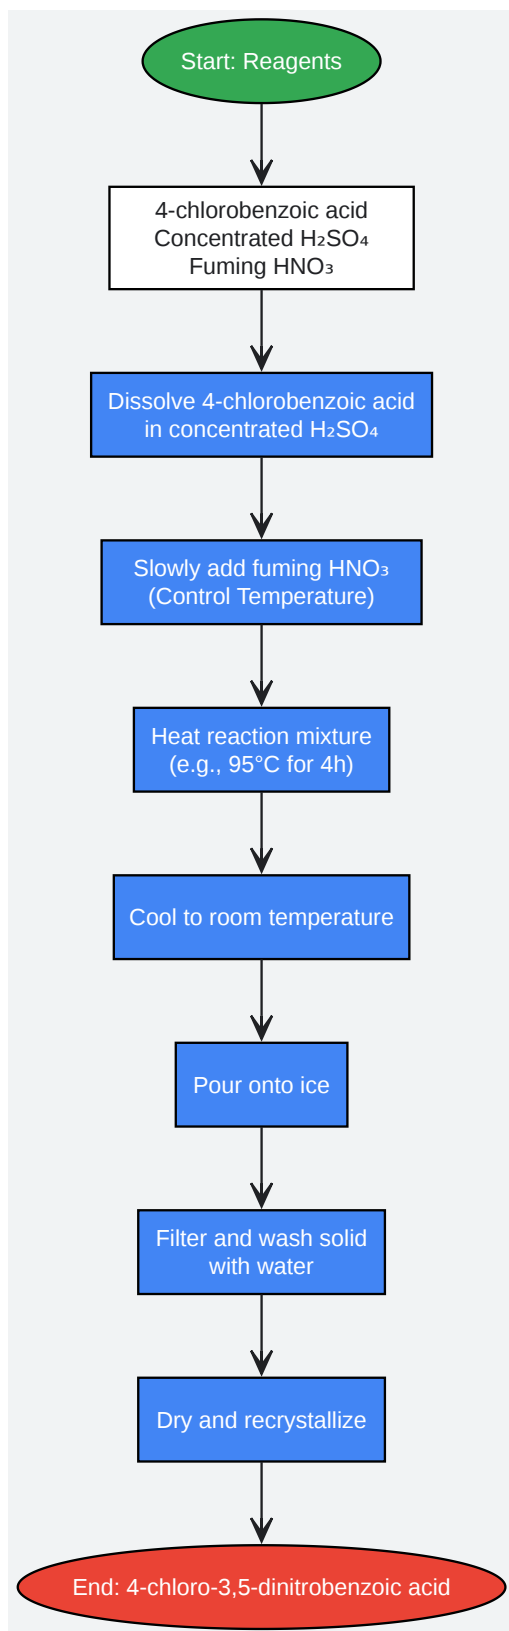 Start: Reagents
4-chlorobenzoic acid
Concentrated H₂SO₄
Fuming HNO₃
Dissolve 4-chlorobenzoic acid
in concentrated H₂SO₄
Slowly add fuming HNO₃
(Control Temperature)
Heat reaction mixture
(e.g., 95°C for 4h)
Cool to room temperature
Pour onto ice
Filter and wash solid
with water
Dry and recrystallize
End: 4-chloro-3,5-dinitrobenzoic acid